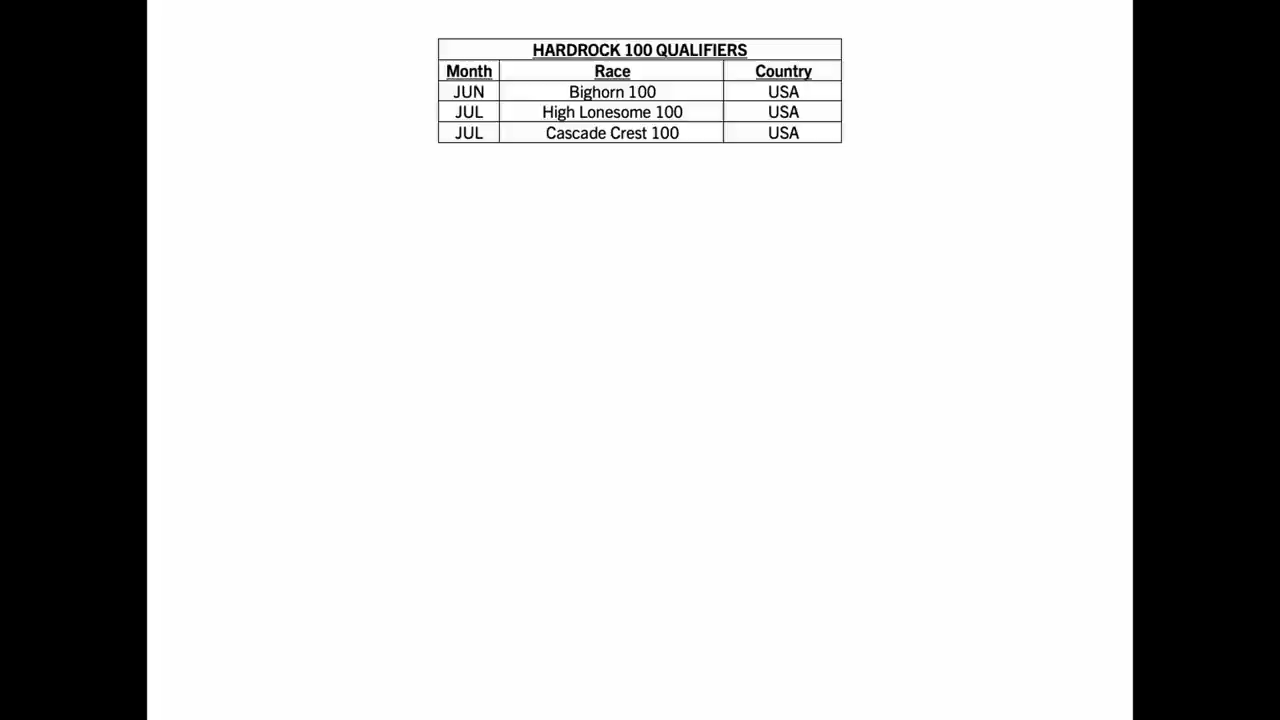 HARDROCK 100 QUALIFIERS
Month Race Country
JUN Bighorn 100 USA
JUL High Lonesome 100 USA
JUL Cascade Crest 100 USA